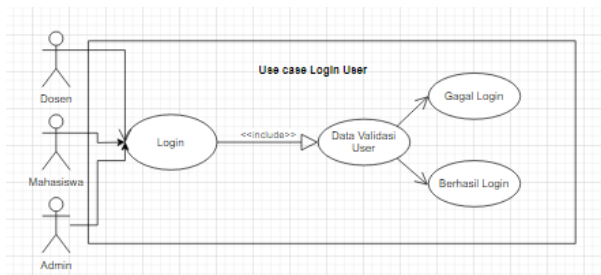 Use case Login User
Dosen
Mahasiswa
Admin
Login
<<include>>
Data Validasi
User
Gagal Login
Berhasil Login